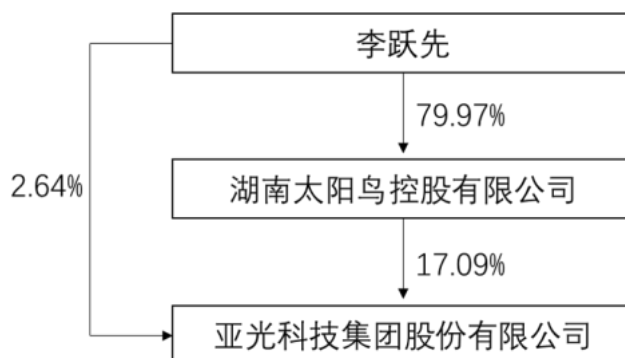 李跃先
79.97%
2.64%
湖南太阳鸟控股有限公司
17.09%
亚光科技集团股份有限公司